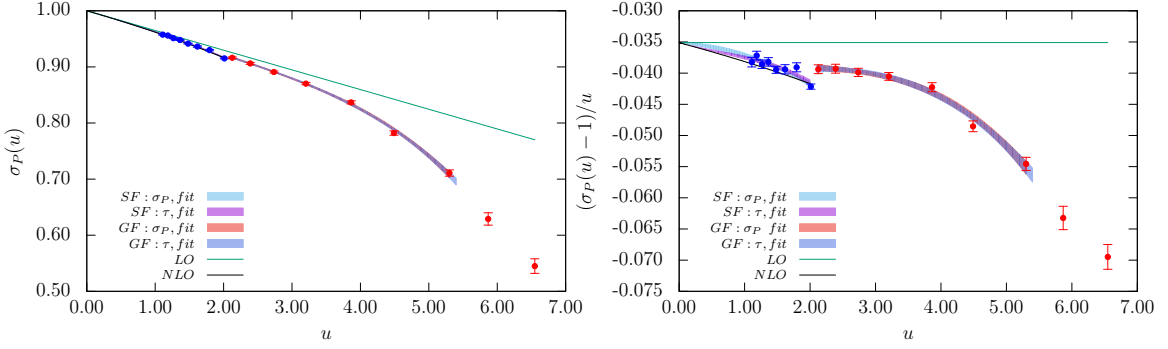 1.00
0.90
0.80
0.70
0.60
0.50
σ_P(u)
SF : σ_P, fit
SF : τ, fit
GF : σ_P, fit
GF : τ, fit
LO
NLO
0.00 1.00 2.00 3.00 4.00 5.00 6.00 7.00
u
-0.030
-0.035
-0.040
-0.045
-0.050
-0.055
-0.060
-0.065
-0.070
-0.075
(σ_P(u) − 1)/u
SF : σ_P, fit
SF : τ, fit
GF : σ_P fit
GF : τ, fit
LO
NLO
0.00 1.00 2.00 3.00 4.00 5.00 6.00 7.00
u